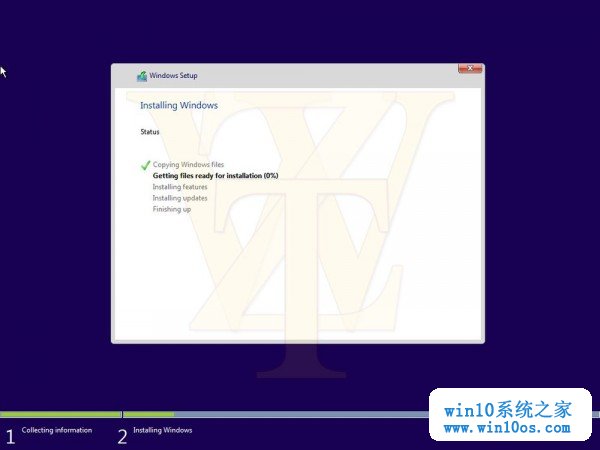 Windows Setup
Installing Windows
Status
Copying Windows files
Getting files ready for installation (0%)
Installing features
Installing updates
Finishing up
1 Collecting information
2 Installing Windows
win10系统之家
www.win10os.com